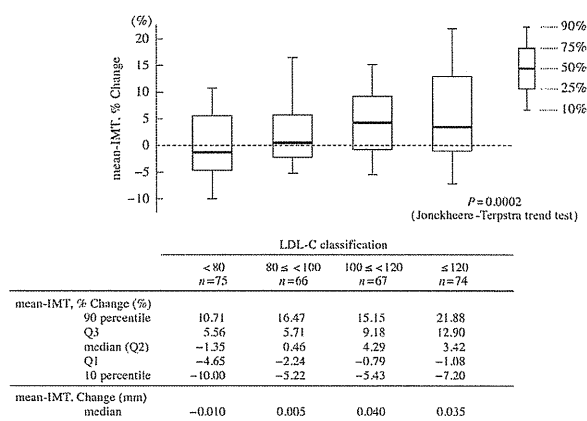 (%)
20
15
10
5
0
−5
−10
mean-IMT, % Change
90%
75%
50%
25%
10%
P = 0.0002
(Jonckheere-Terpstra trend test)
LDL-C classification
<80 80≤ <100 100≤ <120 ≤120
n=75 n=66 n=67 n=74
mean-IMT, % Change (%)
90 percentile 10.71 16.47 15.15 21.88
Q3 5.56 5.71 9.18 12.90
median (Q2) −1.35 0.46 4.29 3.42
Q1 −4.65 −2.24 −0.79 −1.08
10 percentile −10.00 −5.22 −5.43 −7.20
mean-IMT. Change (mm)
median −0.010 0.005 0.040 0.035